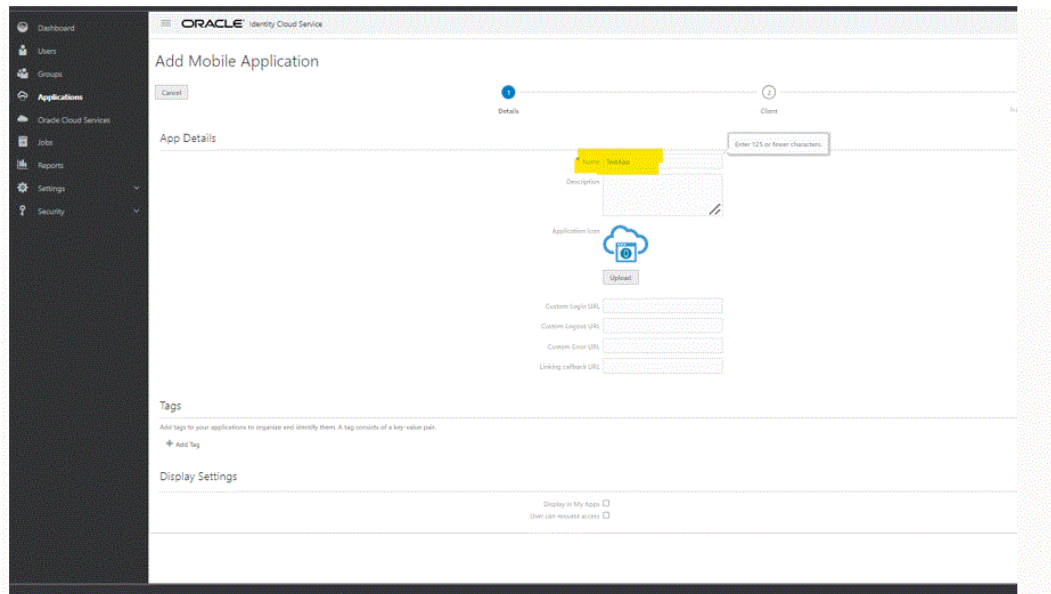 Dashboard
Users
Groups
Applications
Oracle Cloud Services
Jobs
Reports
Settings
Security
ORACLE Identity Cloud Service
Add Mobile Application
Cancel
1
2
Details
Client
App Details
Enter 125 or fewer characters.
* Name TestApp
Description
Application Icon
Upload
Custom Login URL
Custom Logout URL
Custom Error URL
Linking callback URL
Tags
Add tags to your applications to organize and identify them. A tag consists of a key-value pair.
+ Add Tag
Display Settings
Display in My Apps
User can request access